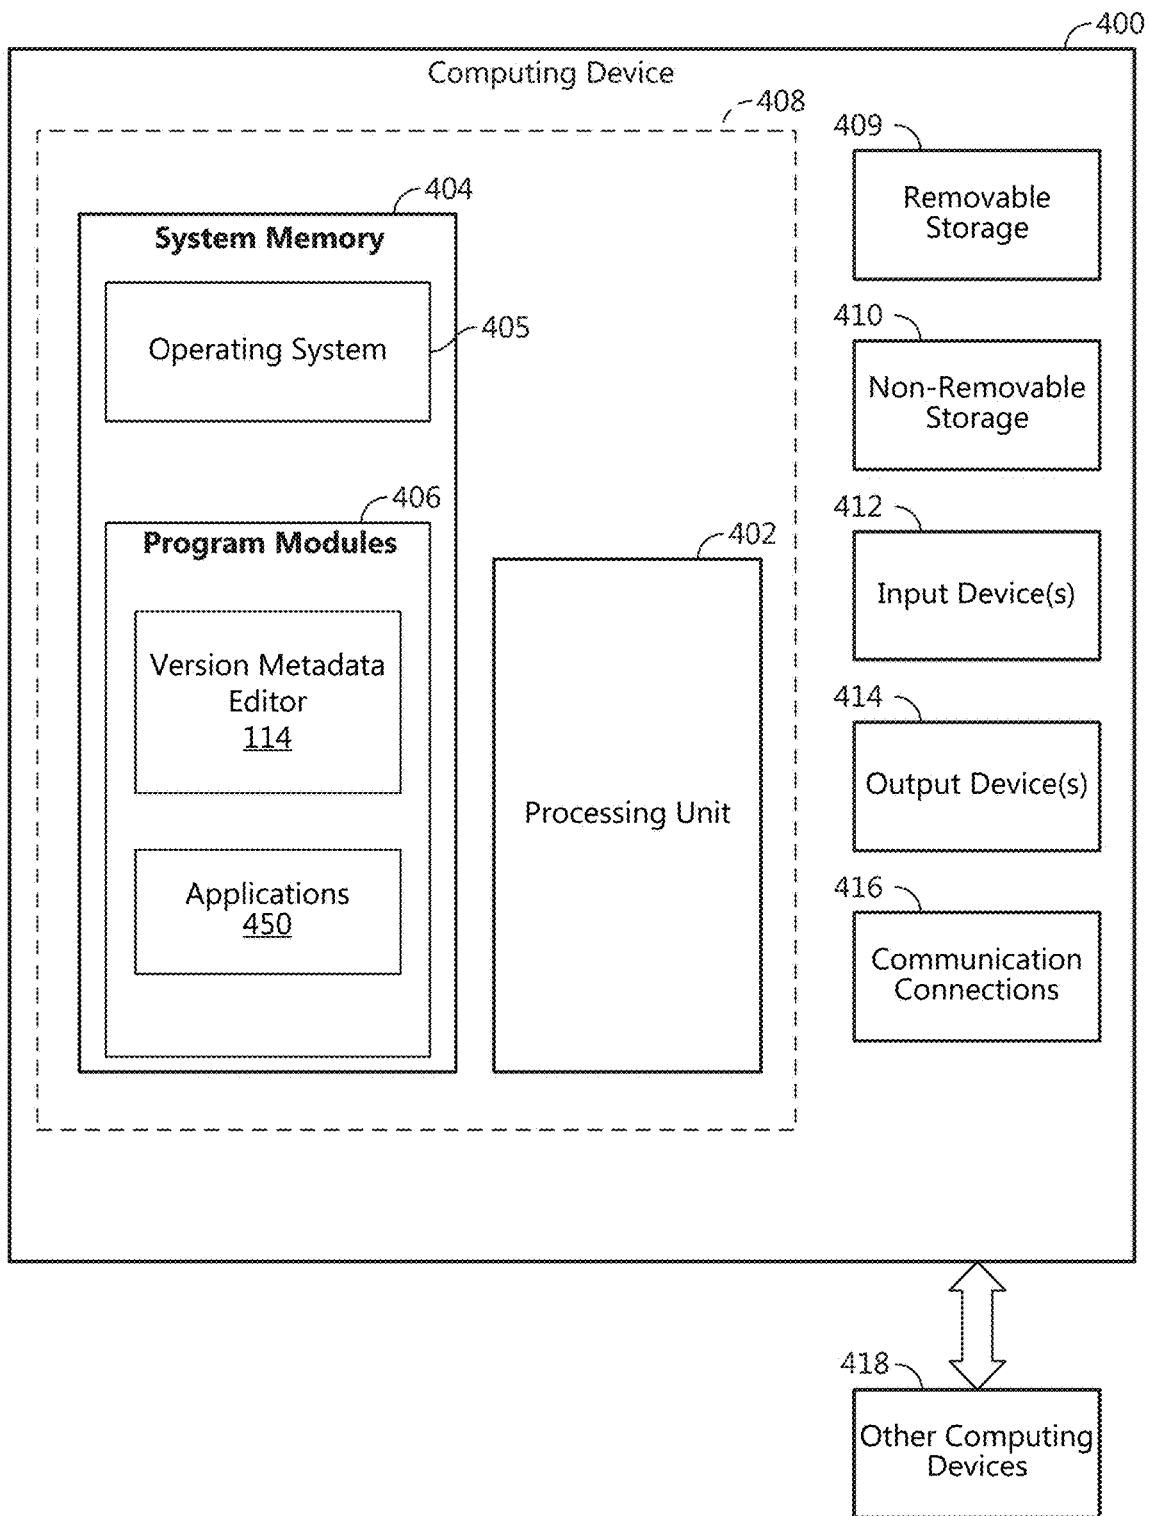 400
Computing Device
408
409
Removable
Storage
404
System Memory
Operating System
405
410
Non-Removable
Storage
406
Program Modules
Version Metadata
Editor
114
Applications
450
402
Processing Unit
412
Input Device(s)
414
Output Device(s)
416
Communication
Connections
418
Other Computing
Devices